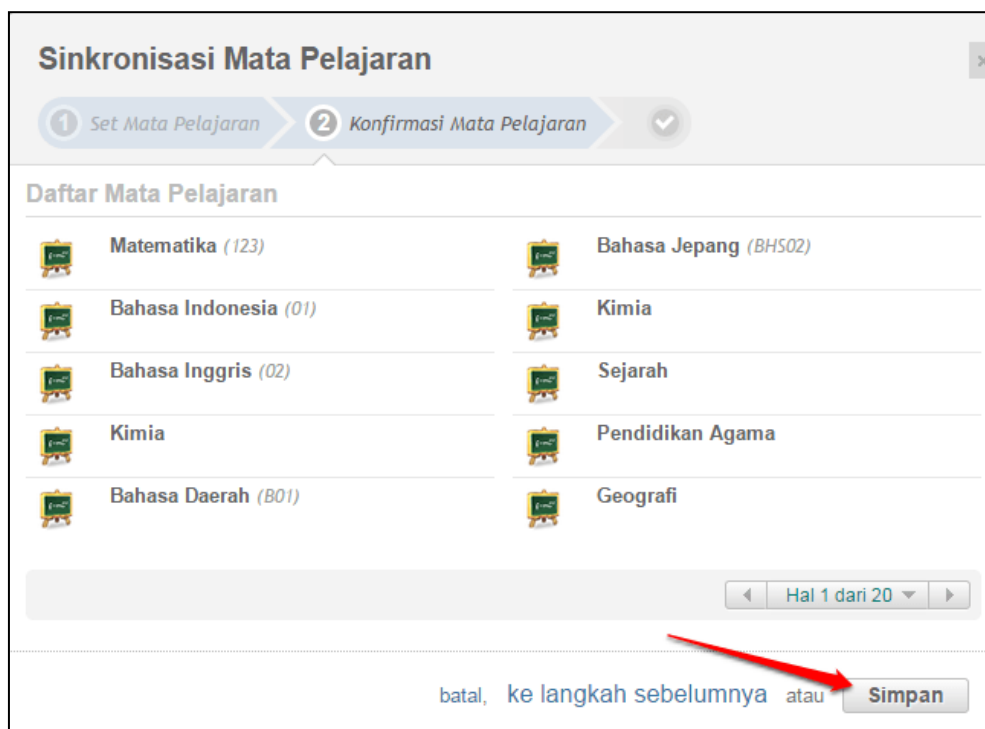 Sinkronisasi Mata Pelajaran
×
1 Set Mata Pelajaran 2 Konfirmasi Mata Pelajaran
Daftar Mata Pelajaran
Matematika (123)
Bahasa Jepang (BHS02)
Bahasa Indonesia (01)
Kimia
Bahasa Inggris (02)
Sejarah
Kimia
Pendidikan Agama
Bahasa Daerah (B01)
Geografi
Hal 1 dari 20
batal, ke langkah sebelumnya atau Simpan